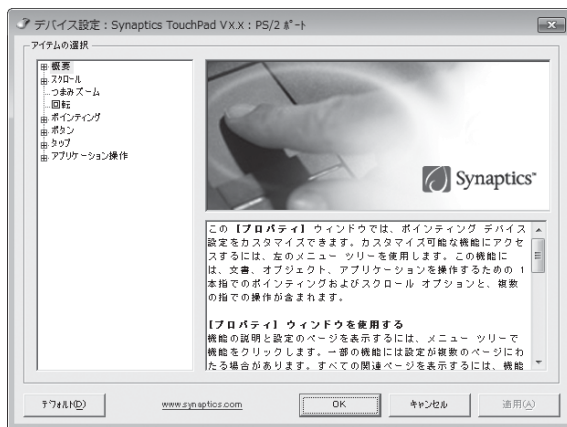 デバイス設定 : Synaptics TouchPad Vx.x : PS/2 ﾎﾟｰﾄ
アイテムの選択
概要
ｽｸﾛｰﾙ
つまみ ズーム
回転
ポインティング
ボタン
タップ
アプリケーション操作
Synaptics™
この 【プロパティ】 ウィンドウでは、ポインティング デバイス
設定をカスタマイズできます。カスタマイズ可能な機能にアクセ
スするには、左のメニュー ツリーを使用します。この機能に
は、文書、オブジェクト、アプリケーションを操作するための 1
本指でのポインティングおよびスクロール オプションと、複数
の指での操作が含まれます。
【プロパティ】 ウィンドウを使用する
機能の説明と設定のページを表示するには、メニュー ツリーで
機能をクリックします。一部の機能には設定が複数のページにわ
たる場合があります。すべての関連ページを表示するには、機能
ﾃﾞﾌｫﾙﾄ(D)
www.synaptics.com
OK
キャンセル
適用(A)